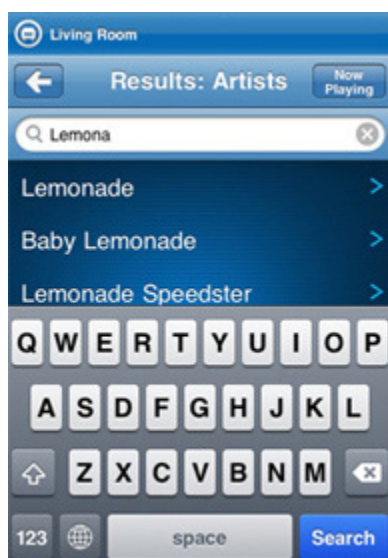 Living Room
Results: Artists
Now
Playing
Lemona
Lemonade
Baby Lemonade
Lemonade Speedster
Q W E R T Y U I O P
A S D F G H J K L
Z X C V B N M
123 space Search